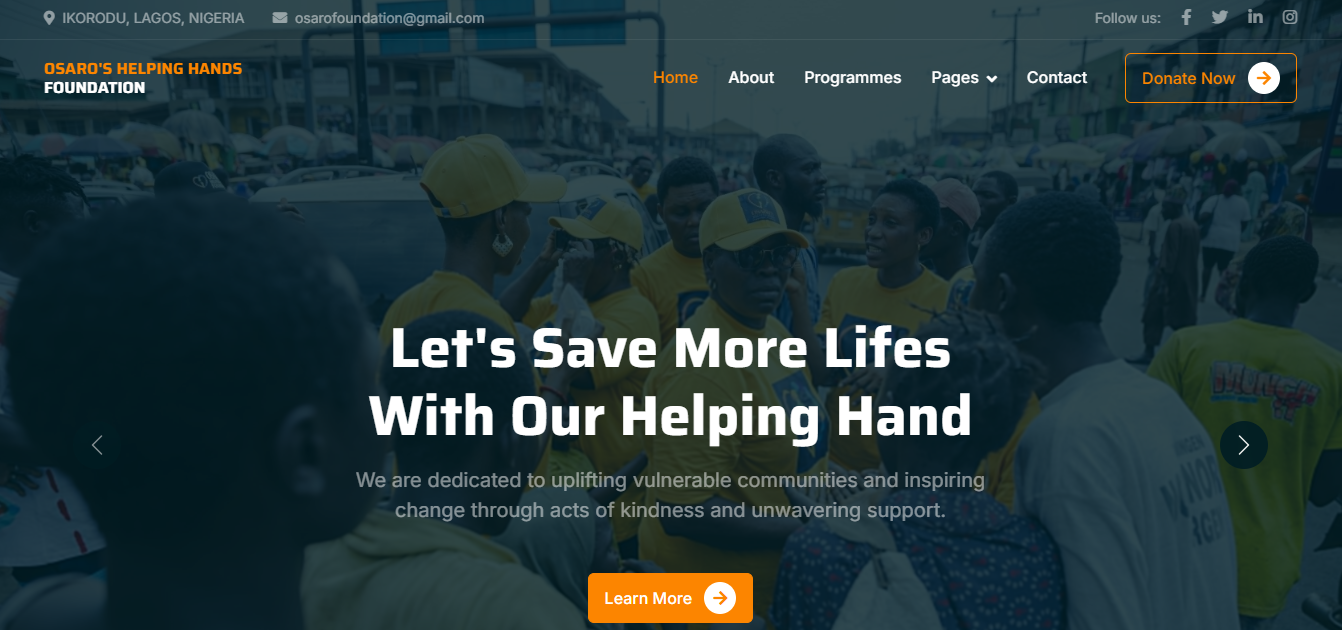 IKORODU, LAGOS, NIGERIA
osarofoundation@gmail.com
Follow us:
OSARO'S HELPING HANDS
FOUNDATION
Home
About
Programmes
Pages
Contact
Donate Now
Let's Save More Lifes
With Our Helping Hand
We are dedicated to uplifting vulnerable communities and inspiring
change through acts of kindness and unwavering support.
Learn More